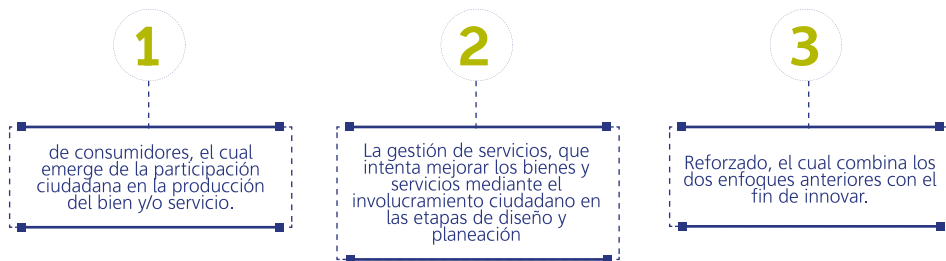 1
de consumidores, el cual
emerge de la participación
ciudadana en la producción
del bien y/o servicio.
2
La gestión de servicios, que
intenta mejorar los bienes y
servicios mediante el
involucramiento ciudadano en
las etapas de diseño y
planeación
3
Reforzado, el cual combina los
dos enfoques anteriores con el
fin de innovar.